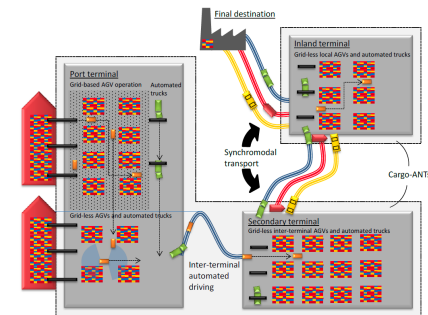 Final destination
Inland terminal
Grid-less local AGVs and automated trucks
Port terminal
Grid-based AGV operation
Automated
trucks
Synchromodal
transport
Cargo-ANTs
Grid-less AGVs and automated trucks
Secondary terminal
Grid-less inter-terminal AGVs and automated trucks
Inter-terminal
automated
driving